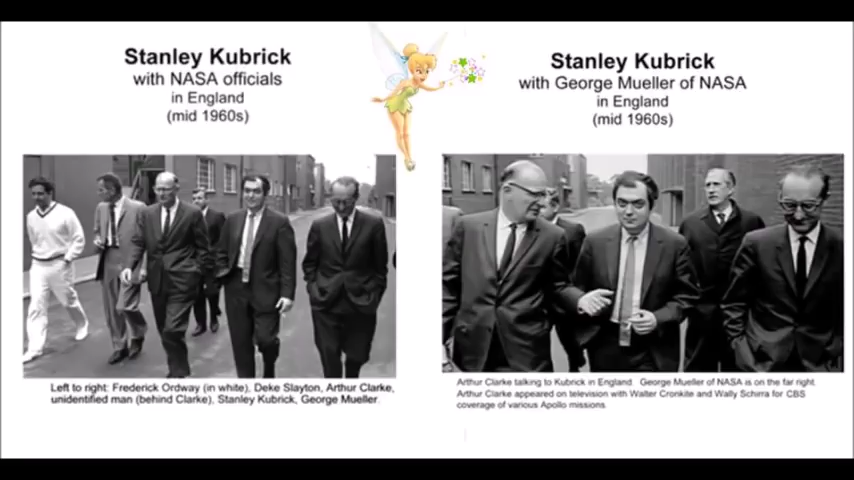 Stanley Kubrick
with NASA officials
in England
(mid 1960s)
Left to right: Frederick Ordway (in white), Deke Slayton, Arthur Clarke,
unidentified man (behind Clarke), Stanley Kubrick, George Mueller.
Stanley Kubrick
with George Mueller of NASA
in England
(mid 1960s)
Arthur Clarke talking to Kubrick in England. George Mueller of NASA is on the far right.
Arthur Clarke appeared on television with Walter Cronkite and Wally Schirra for CBS
coverage of various Apollo missions.